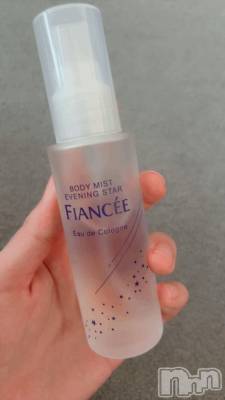 BODY MIST
EVENING STAR
FIANCÉE
Eau de Cologne